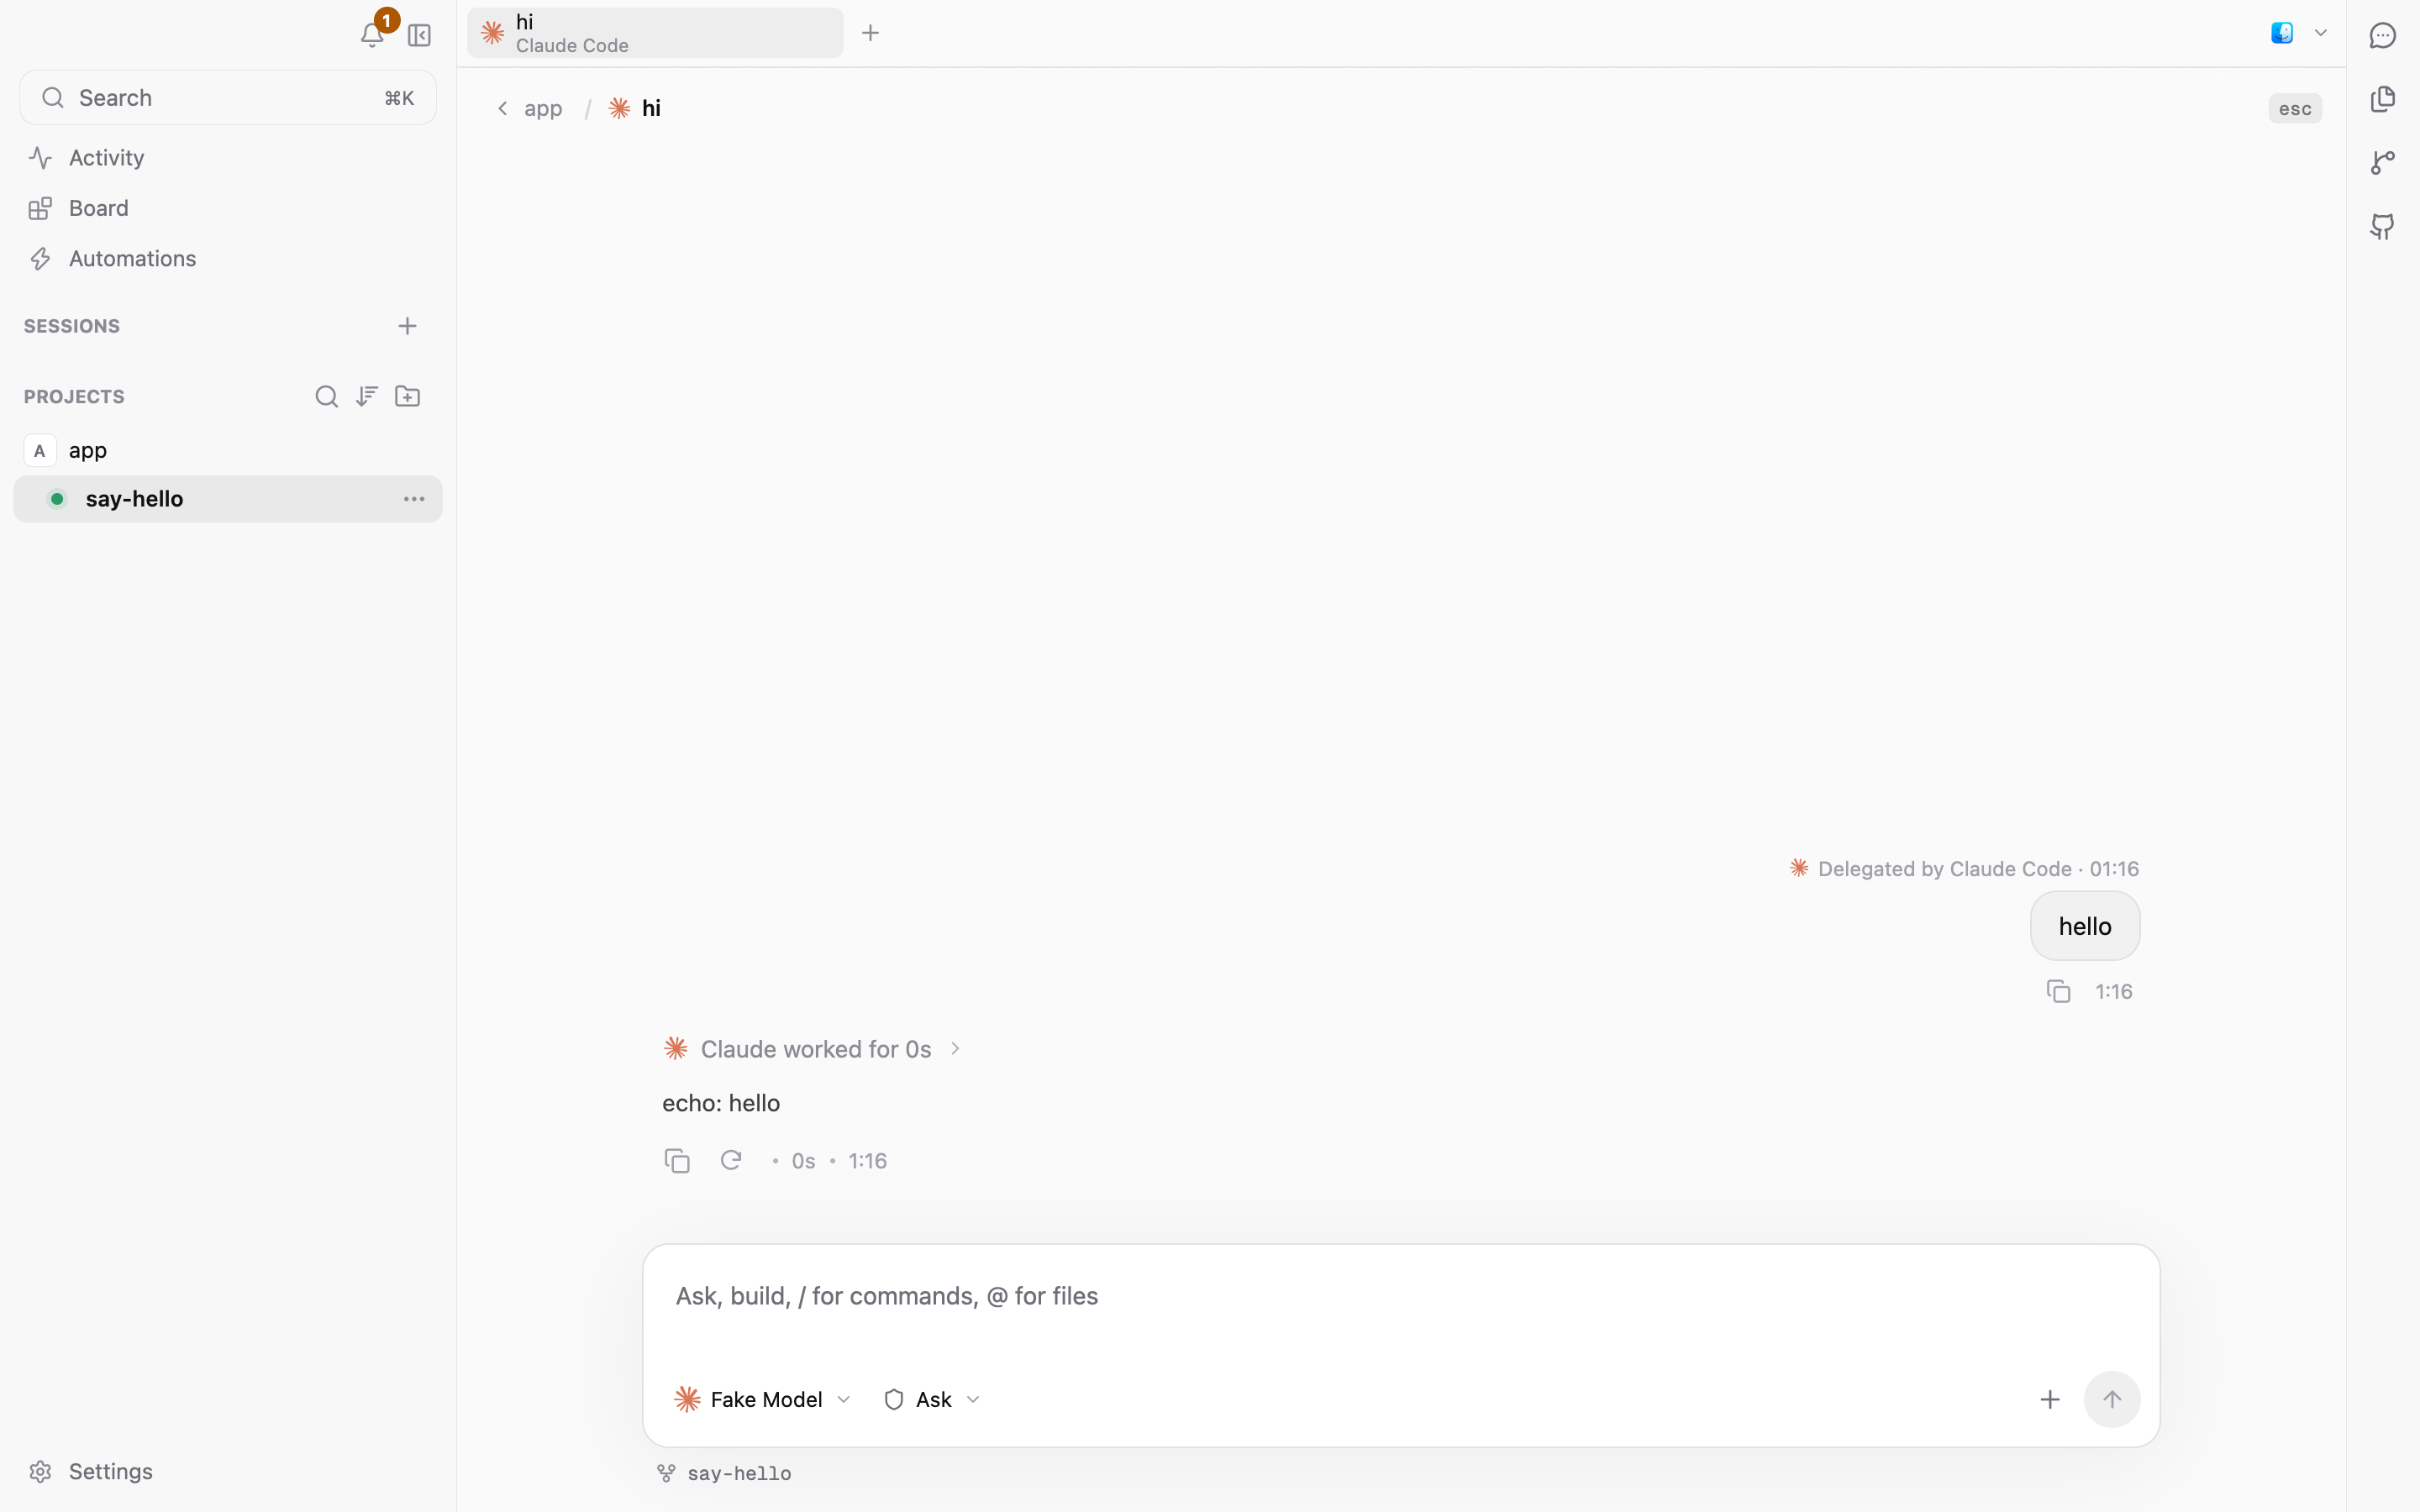 1
Search
⌘K
Activity
Board
Automations
SESSIONS
PROJECTS
A
app
say-hello
Settings
hi
Claude Code
app / hi
esc
Delegated by Claude Code · 01:16
hello
1:16
Claude worked for 0s
echo: hello
• 0s • 1:16
Ask, build, / for commands, @ for files
Fake Model
Ask
say-hello